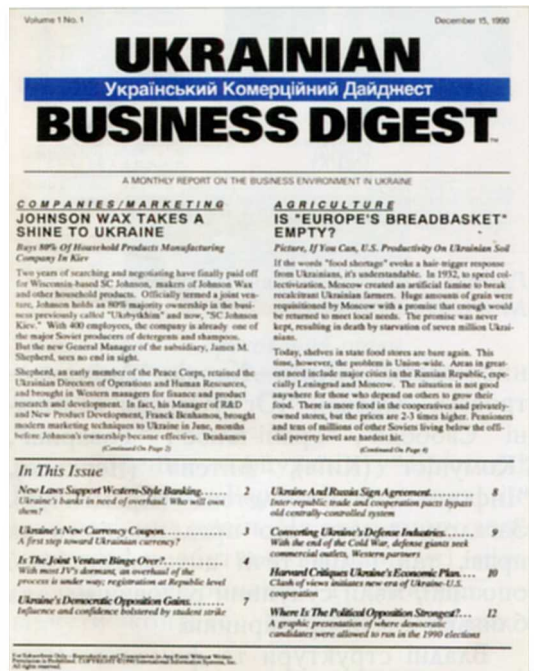 Volume 1 No. 1
December 15, 1990
UKRAINIAN
Український Комерційний Дайджест
BUSINESS DIGEST™
A MONTHLY REPORT ON THE BUSINESS ENVIRONMENT IN UKRAINE
COMPANIES/MARKETING
JOHNSON WAX TAKES A
SHINE TO UKRAINE
Buys 80% Of Household Products Manufacturing
Company In Kiev
Two years of searching and negotiating have finally paid off
for Wisconsin-based SC Johnson, makers of Johnson Wax
and other household products. Officially termed a joint ven-
ture, Johnson holds an 80% majority ownership in the busi-
ness previously called "Ukrbytkhim" and now, "SC Johnson
Kiev." With 400 employees, the company is already one of
the major Soviet producers of detergents and shampoos.
But the new General Manager of the subsidiary, James M.
Shepherd, sees no end in sight.
Shepherd, an early member of the Peace Corps, retained the
Ukrainian Directors of Operations and Human Resources,
and brought in Western managers for finance and product
research and development. In fact, his Manager of R&D
and New Product Development, Franck Benhamou, brought
modern marketing techniques to Ukraine in June, months
before Johnson's ownership became effective. Benhamou
(Continued On Page 2)
AGRICULTURE
IS "EUROPE'S BREADBASKET"
EMPTY?
Picture, If You Can, U.S. Productivity On Ukrainian Soil
If the words "food shortage" evoke a hair-trigger response
from Ukrainians, it's understandable. In 1932, to speed col-
lectivization, Moscow created an artificial famine to break
recalcitrant Ukrainian farmers. Huge amounts of grain were
requisitioned by Moscow with a promise that enough would
be returned to meet local needs. The promise was never
kept, resulting in death by starvation of seven million Ukrai-
nians.
Today, shelves in state food stores are bare again. This
time, however, the problem is Union-wide. Areas in great-
est need include major cities in the Russian Republic, espe-
cially Leningrad and Moscow. The situation is not good
anywhere for those who depend on others to grow their
food. There is more food in the cooperatives and privately-
owned stores, but the prices are 2-3 times higher. Pensioners
and tens of millions of other Soviets living below the offi-
cial poverty level are hardest hit.
(Continued On Page 6)
In This Issue
New Laws Support Western-Style Banking....... 2
Ukraine's banks in need of overhaul. Who will own
them?
Ukraine's New Currency Coupon....... 3
A first step toward Ukrainian currency?
Is The Joint Venture Binge Over?....... 4
With most JV's dormant, an overhaul of the
process is under way; registration at Republic level
Ukraine's Democratic Opposition Gains....... 7
Influence and confidence bolstered by student strike
Ukraine And Russia Sign Agreement....... 8
Inter-republic trade and cooperation pacts bypass
old centrally-controlled system
Converting Ukraine's Defense Industries....... 9
With the end of the Cold War, defense giants seek
commercial outlets, Western partners
Harvard Critiques Ukraine's Economic Plan.... 10
Clash of views initiates new era of Ukraine-U.S.
cooperation
Where Is The Political Opposition Strongest?... 12
A graphic presentation of where democratic
candidates were allowed to run in the 1990 elections
For Subscribers Only - Reproduction and Transmission in Any Form Without Written
Permission is Prohibited. COPYRIGHT ©1990 International Information Systems, Inc.
All rights reserved.